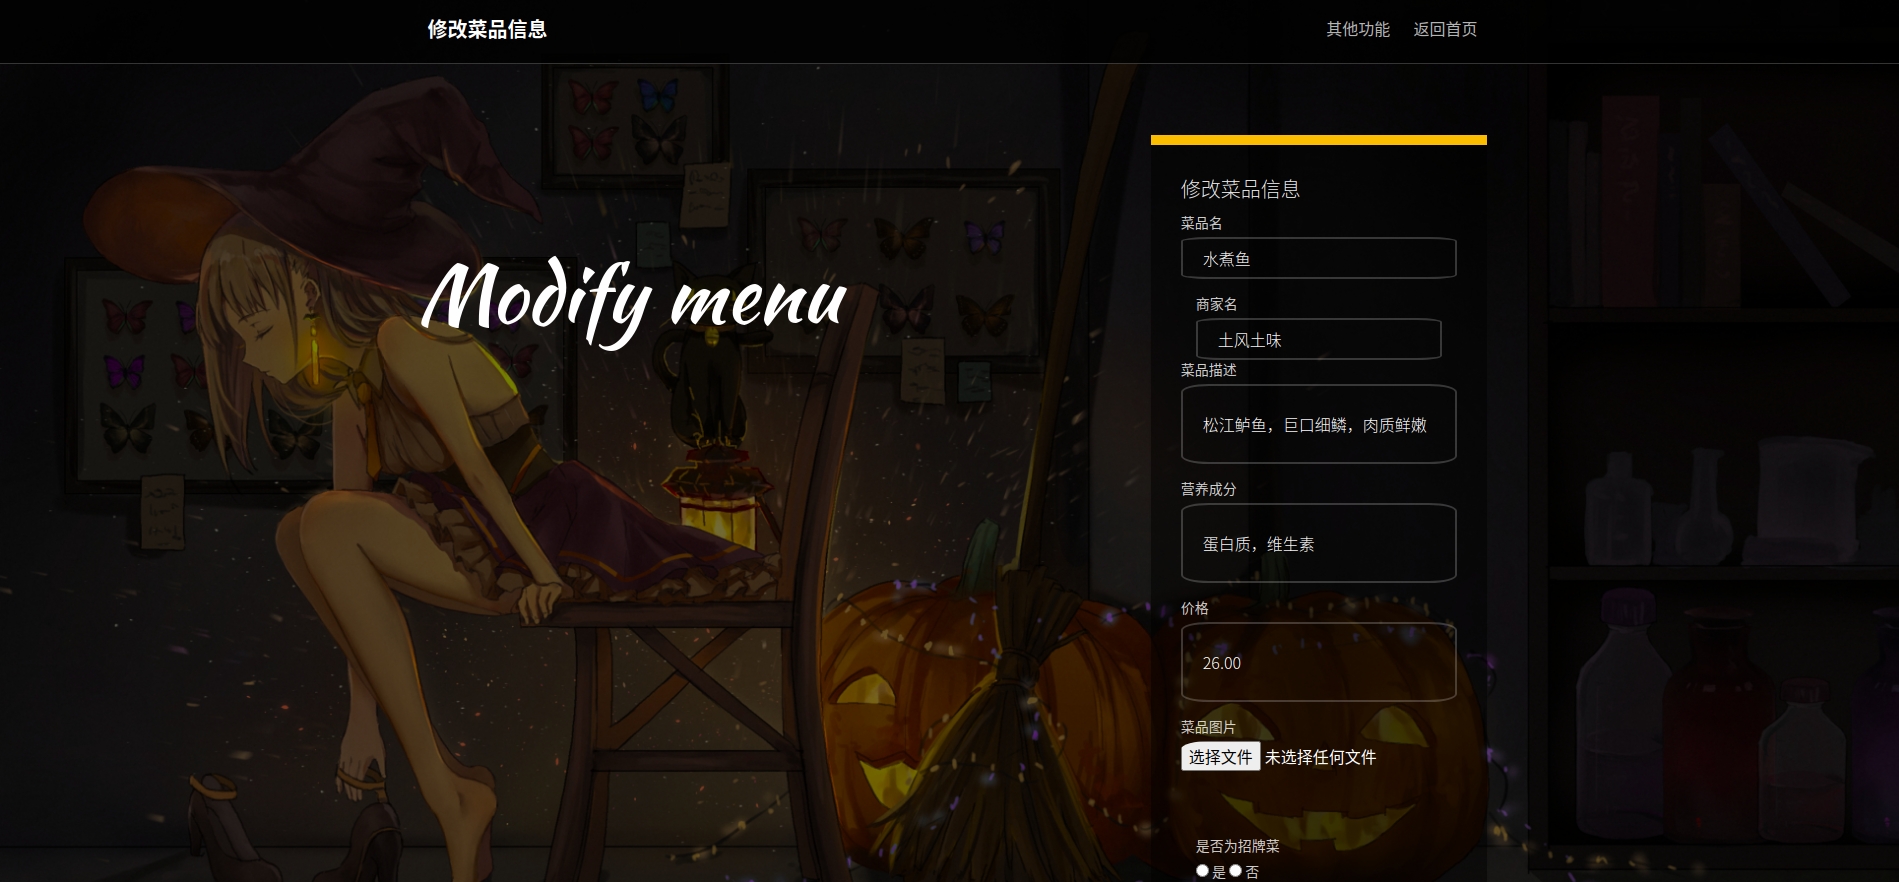 修改菜品信息
其他功能 返回首页
Modify menu
修改菜品信息
菜品名
水煮鱼
商家名
土风土味
菜品描述
松江鲈鱼，巨口细鳞，肉质鲜嫩
营养成分
蛋白质，维生素
价格
26.00
菜品图片
选择文件 未选择任何文件
是否为招牌菜
是 否